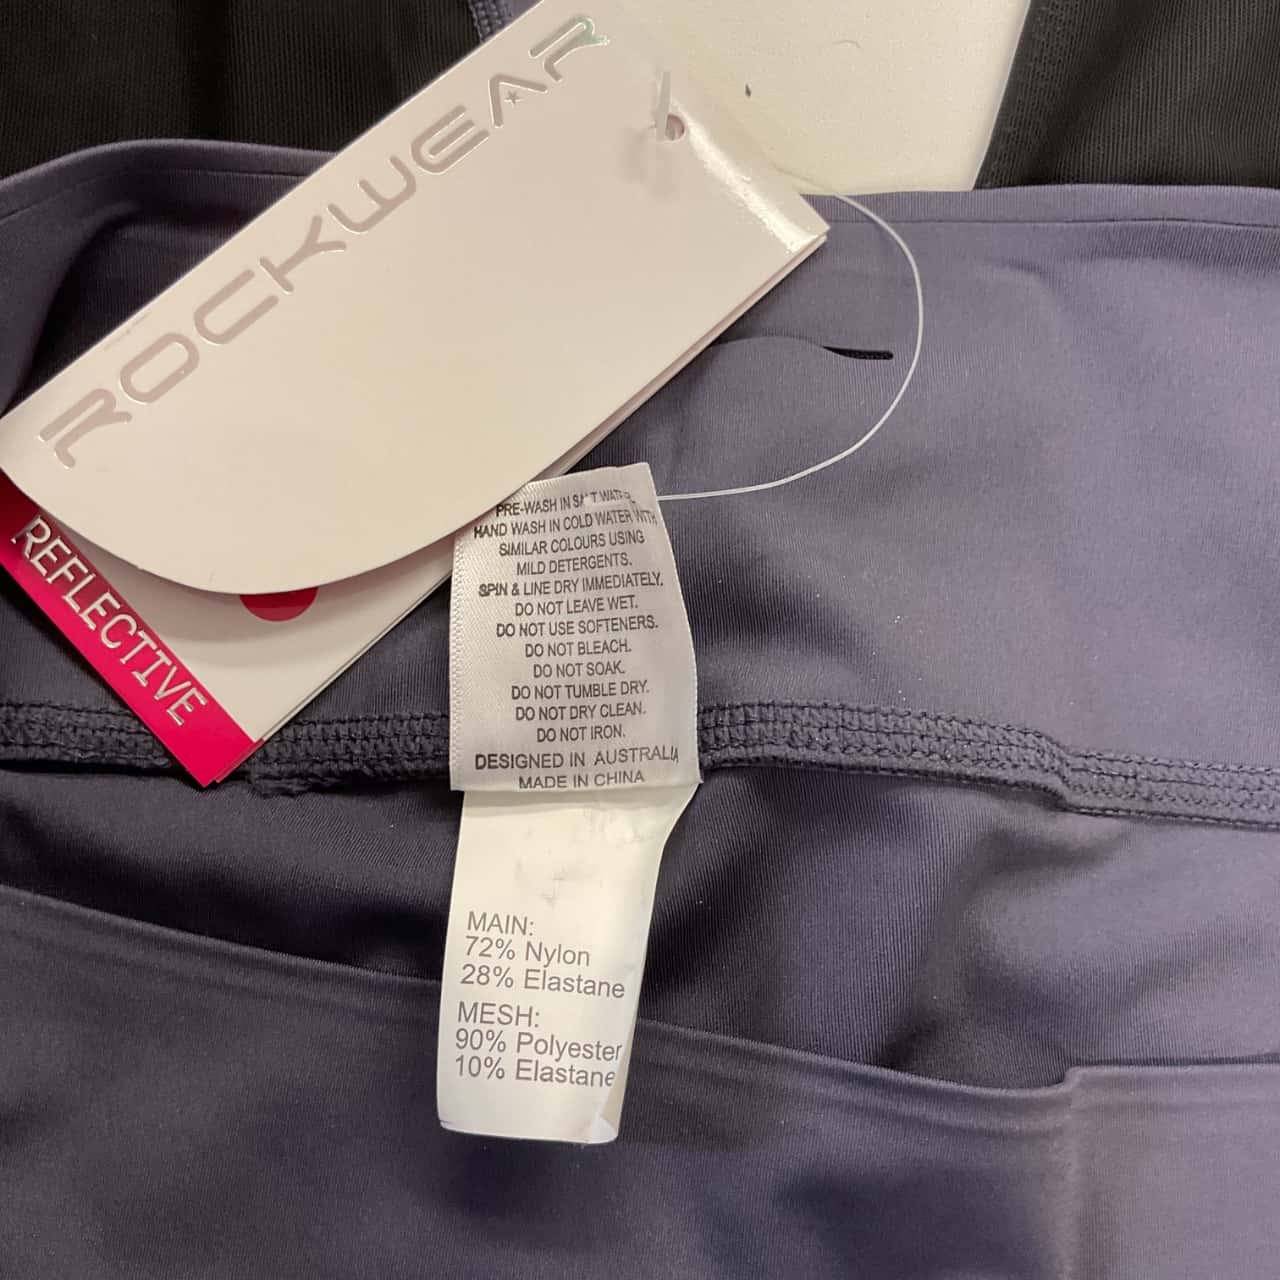 ROCKWEAR
REFLECTIVE
PRE-WASH IN SALT WATER.
HAND WASH IN COLD WATER WITH
SIMILAR COLOURS USING
MILD DETERGENTS.
SPIN & LINE DRY IMMEDIATELY.
DO NOT LEAVE WET.
DO NOT USE SOFTENERS.
DO NOT BLEACH.
DO NOT SOAK.
DO NOT TUMBLE DRY.
DO NOT DRY CLEAN.
DO NOT IRON.
DESIGNED IN AUSTRALIA
MADE IN CHINA
MAIN:
72% Nylon
28% Elastane
MESH:
90% Polyester
10% Elastane